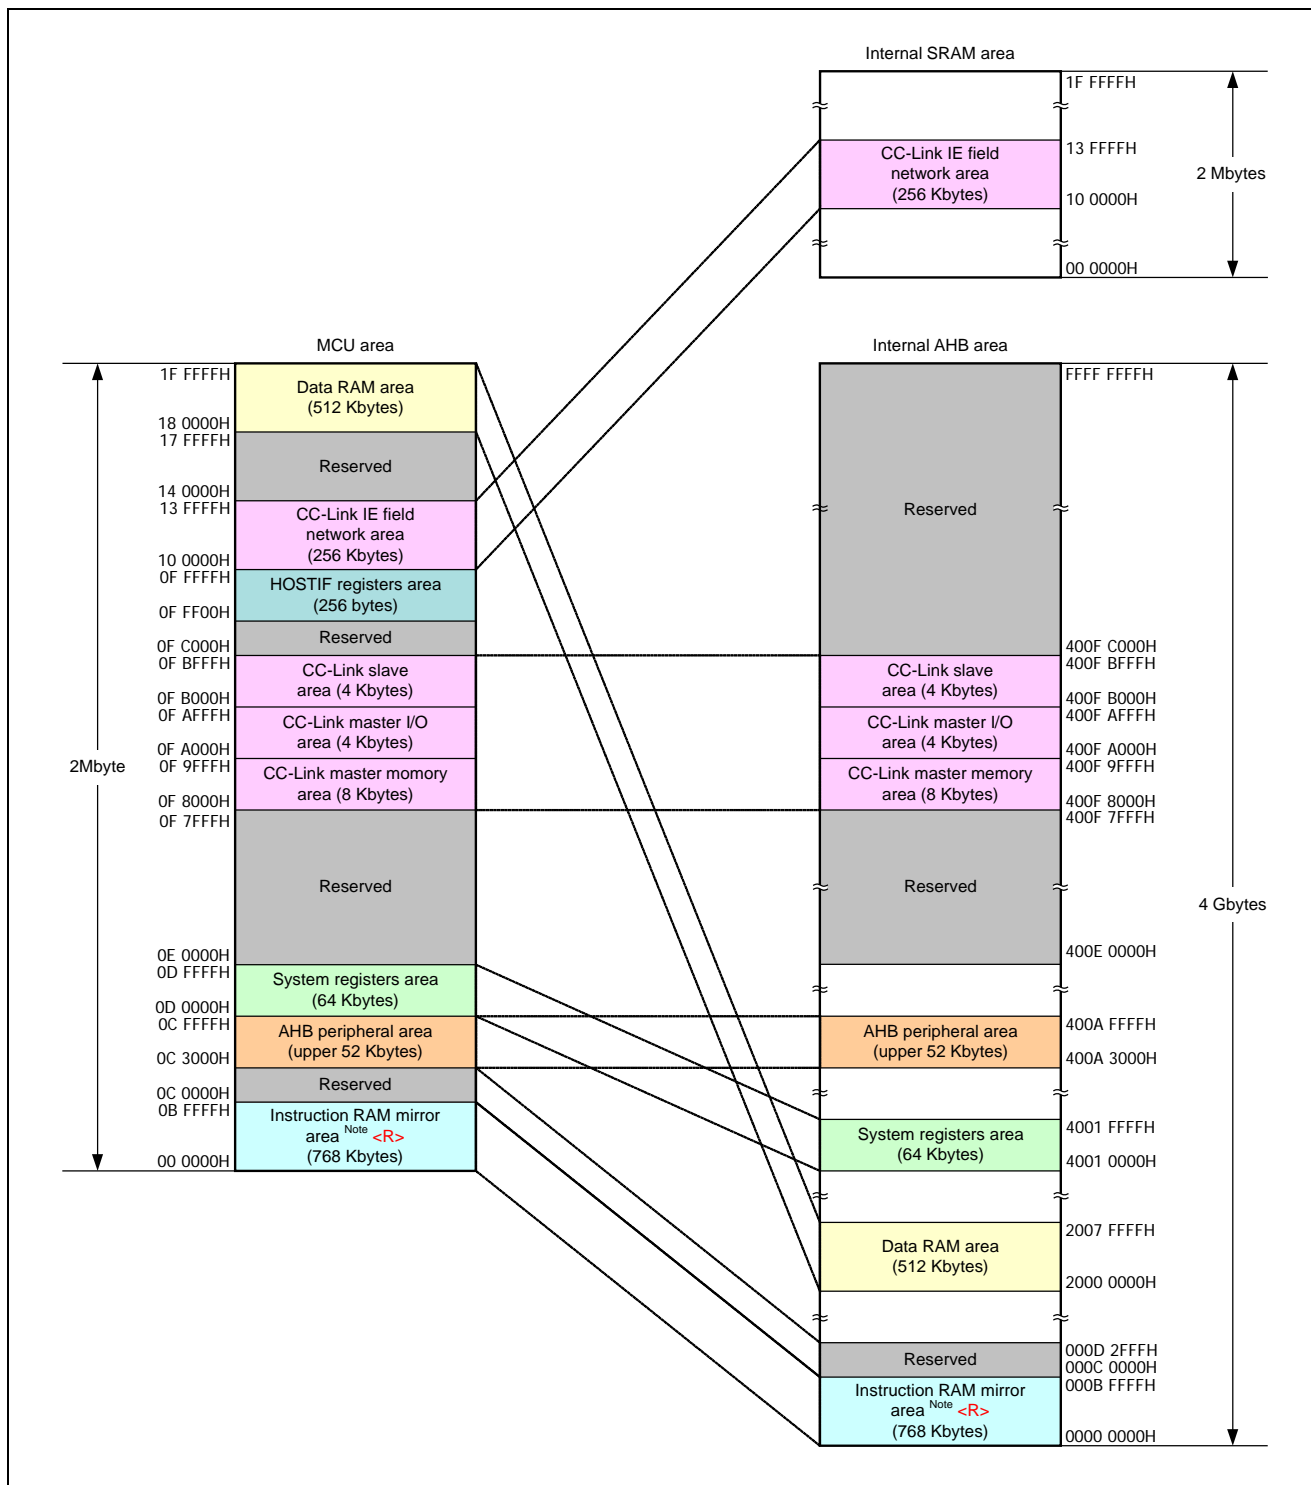 Internal SRAM area
1F FFFFH
CC-Link IE field
network area
(256 Kbytes)
13 FFFFH
10 0000H
2 Mbytes
00 0000H
MCU area
2Mbyte
1F FFFFH
Data RAM area
(512 Kbytes)
18 0000H
17 FFFFH
Reserved
14 0000H
13 FFFFH
CC-Link IE field
network area
(256 Kbytes)
10 0000H
0F FFFFH
HOSTIF registers area
(256 bytes)
0F FF00H
Reserved
0F C000H
0F BFFFH
CC-Link slave
area (4 Kbytes)
0F B000H
0F AFFFH
CC-Link master I/O
area (4 Kbytes)
0F A000H
0F 9FFFH
CC-Link master momory
area (8 Kbytes)
0F 8000H
0F 7FFFH
Reserved
0E 0000H
0D FFFFH
System registers area
(64 Kbytes)
0D 0000H
0C FFFFH
AHB peripheral area
(upper 52 Kbytes)
0C 3000H
Reserved
0C 0000H
0B FFFFH
Instruction RAM mirror
area Note <R>
(768 Kbytes)
00 0000H
Internal AHB area
FFFF FFFFH
Reserved
400F C000H
400F BFFFH
CC-Link slave
area (4 Kbytes)
400F B000H
400F AFFFH
CC-Link master I/O
area (4 Kbytes)
400F A000H
400F 9FFFH
CC-Link master memory
area (8 Kbytes)
400F 8000H
400F 7FFFH
Reserved
4 Gbytes
400E 0000H
400A FFFFH
AHB peripheral area
(upper 52 Kbytes)
400A 3000H
4001 FFFFH
System registers area
(64 Kbytes)
4001 0000H
2007 FFFFH
Data RAM area
(512 Kbytes)
2000 0000H
000D 2FFFH
Reserved
000C 0000H
000B FFFFH
Instruction RAM mirror
area Note <R>
(768 Kbytes)
0000 0000H